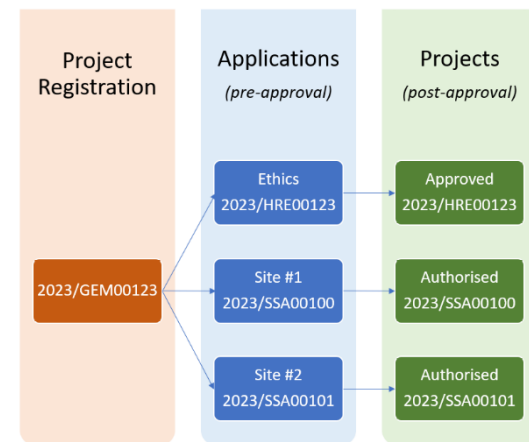 Project
Registration
Applications
(pre-approval)
Projects
(post-approval)
Ethics
2023/HRE00123
Approved
2023/HRE00123
2023/GEM00123
Site #1
2023/SSA00100
Authorised
2023/SSA00100
Site #2
2023/SSA00101
Authorised
2023/SSA00101